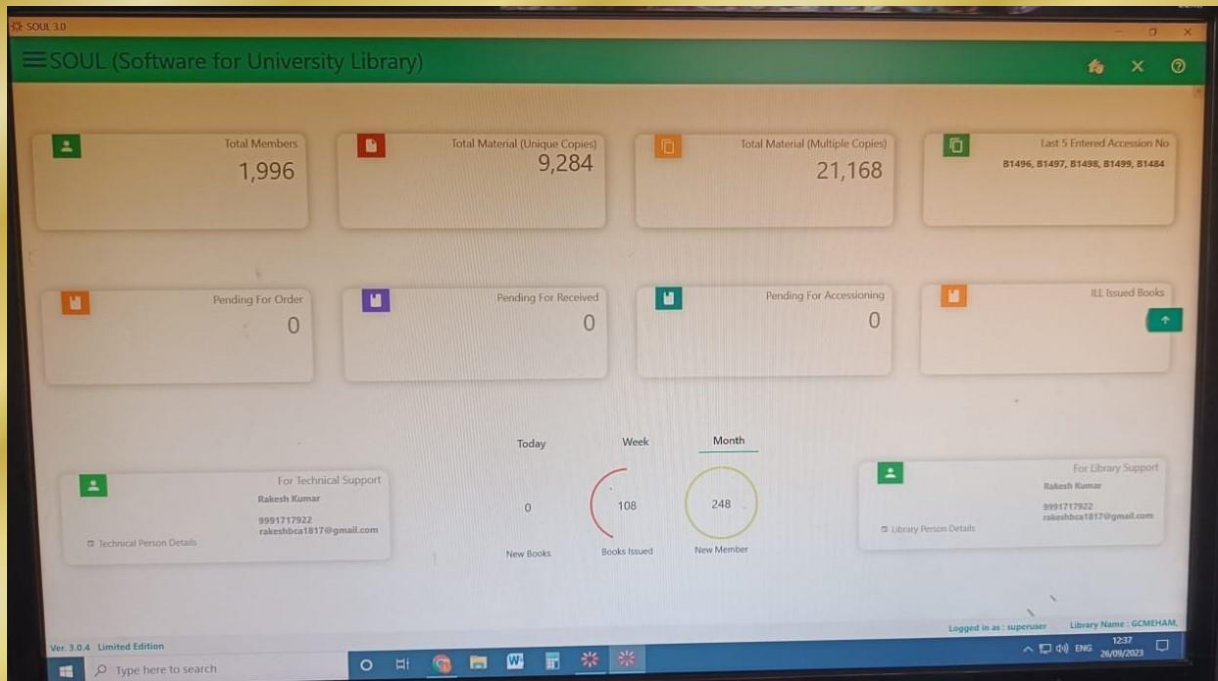 SOUL 3.0
SOUL (Software for University Library)
Total Members
1,996
Total Material (Unique Copies)
9,284
Total Material (Multiple Copies)
21,168
Last 5 Entered Accession No
B1496, B1497, B1498, B1499, B1484
Pending For Order
0
Pending For Received
0
Pending For Accessioning
0
ILL Issued Books
Today
Week
Month
For Technical Support
Rakesh Kumar
9991717922
rakeshbca1817@gmail.com
Technical Person Details
0
108
248
New Books
Books Issued
New Member
For Library Support
Rakesh Kumar
9991717922
rakeshbca1817@gmail.com
Library Person Details
Ver. 3.0.4 Limited Edition
Logged in as : superuser
Library Name : GCMEHAM,
Type here to search
ENG
12:37
26/09/2023